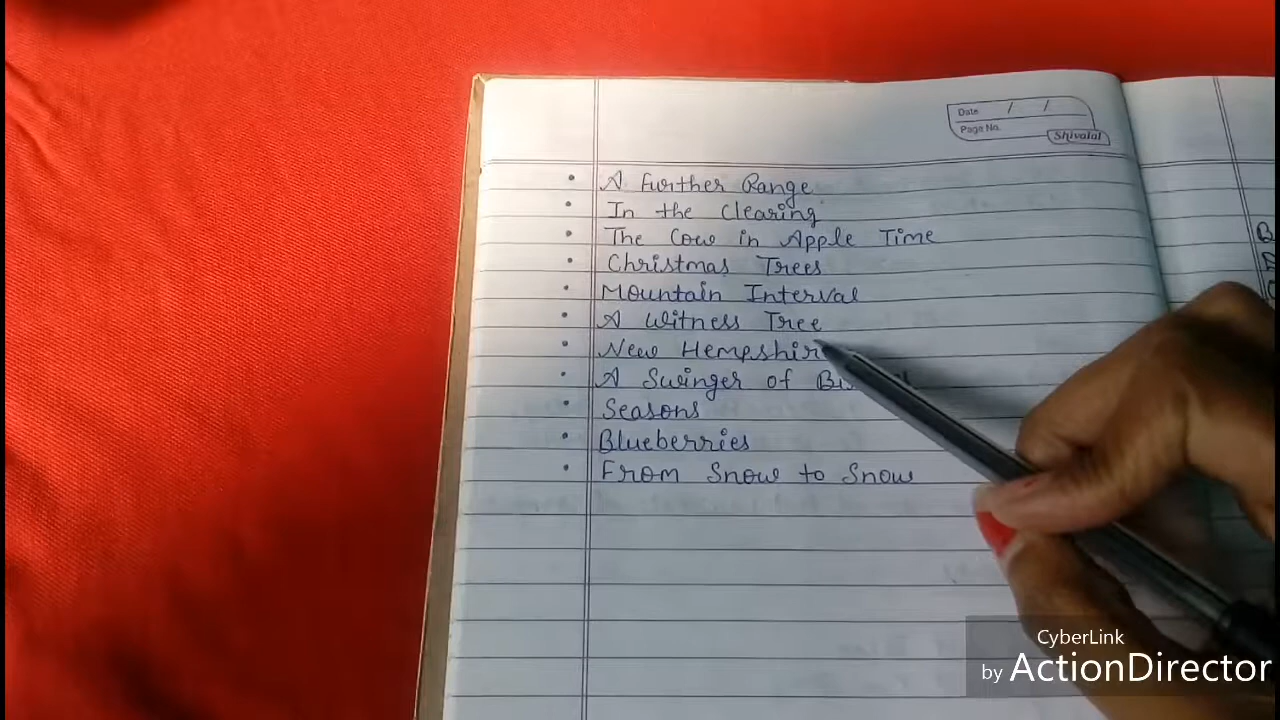 Date / /
Page No.
Shivalal
• A Further Range
• In the Clearing
• The Cow in Apple Time
• Christmas Trees
• Mountain Interval
• A Witness Tree
• New Hempshir
• A Swinger of
• Seasons
• Blueberries
• From Snow to Snow
CyberLink
by ActionDirector